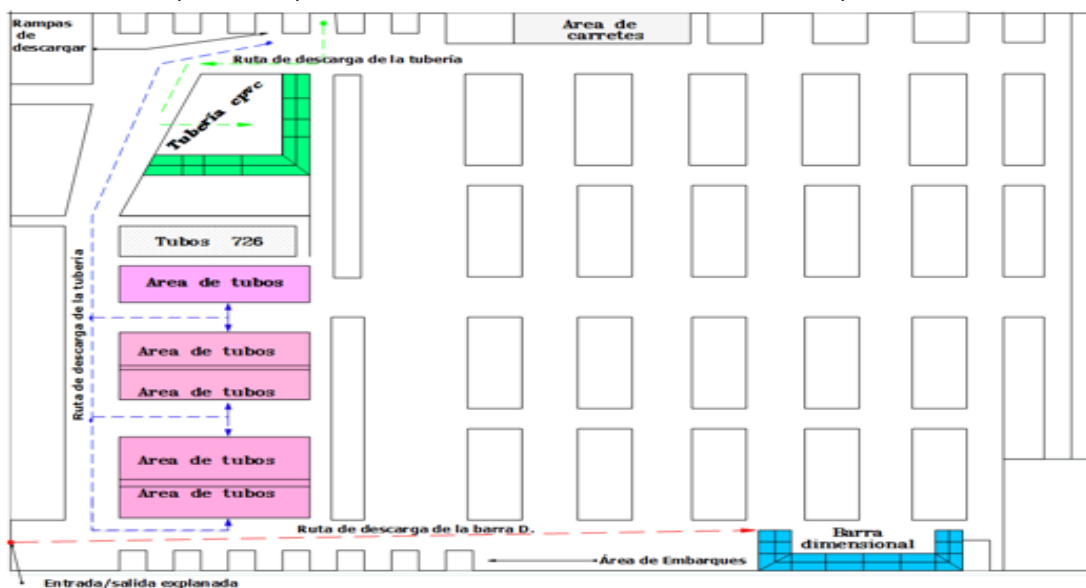 Rampas
de
descargar
Area de
carretes
Ruta de descarga de la tubería
Tubería cpvc
Tubos 726
Area de tubos
Ruta de descarga de la tubería
Area de tubos
Area de tubos
Area de tubos
Area de tubos
Ruta de descarga de la barra D.
Barra
dimensional
Área de Embarques
Entrada/salida explanada